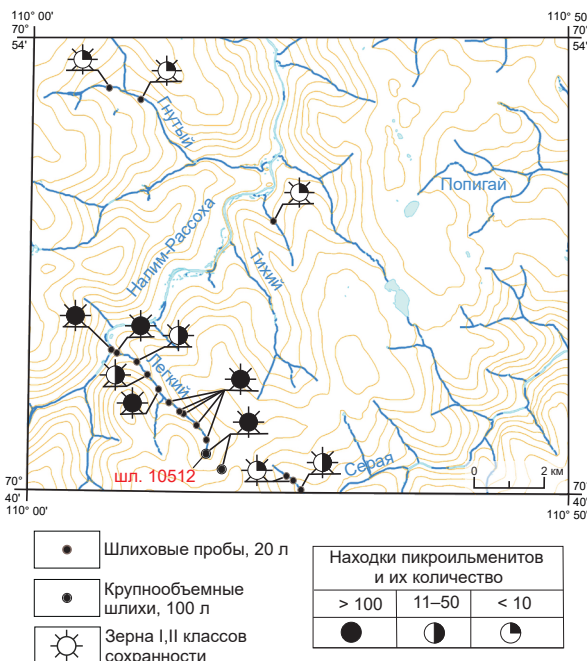 110° 00'
110° 50'
70°
54'
70°
54'
Гнутый
Попигай
Налим-Рассоха
Тихий
Легкий
шл. 10512
Серая
0 2 км
70°
40'
70°
40'
110° 00'
110° 50'
Шлиховые пробы, 20 л
Крупнообъемные
шлихи, 100 л
Зерна I,II классов
сохранности
Находки пикроильменитов
и их количество
> 100 11–50 < 10